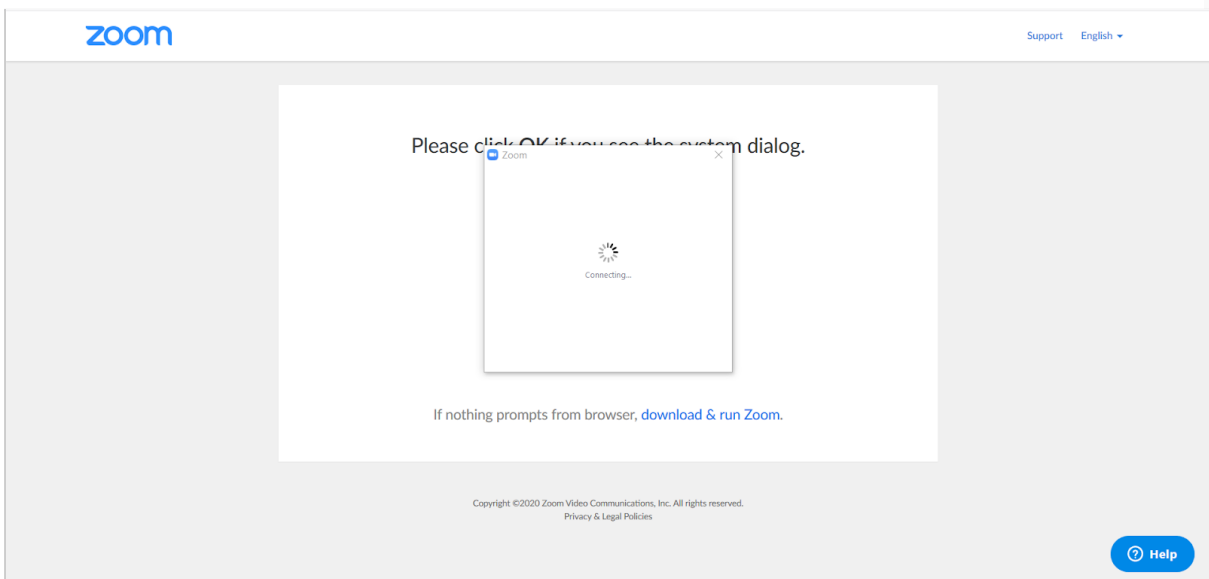 zoom
Support English
Please click OK if you see the system dialog.
Zoom
Connecting...
If nothing prompts from browser, download & run Zoom.
Copyright ©2020 Zoom Video Communications, Inc. All rights reserved.
Privacy & Legal Policies
Help